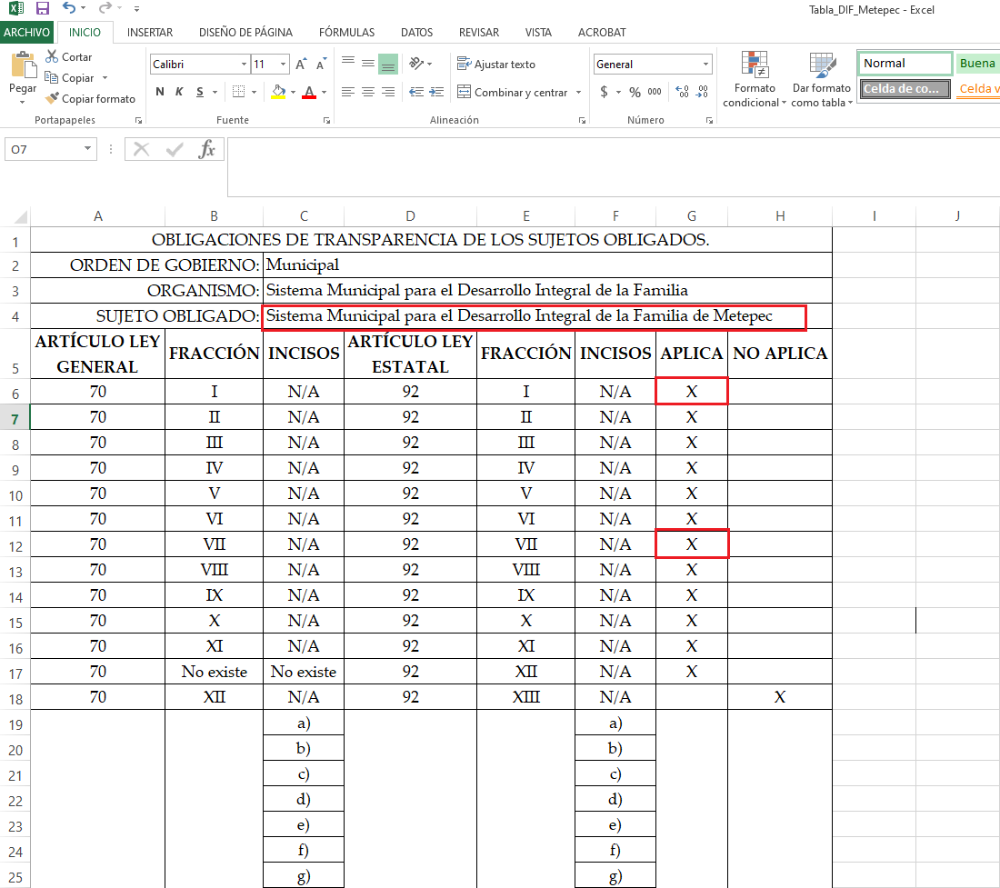 Tabla_DIF_Metepec - Excel
ARCHIVO INICIO INSERTAR DISEÑO DE PÁGINA FÓRMULAS DATOS REVISAR VISTA ACROBAT
Pegar
Cortar
Copiar
Copiar formato
Portapapeles
Calibri 11
N K S
Fuente
Ajustar texto
Combinar y centrar
Alineación
General
$ % 000
Número
Formato condicional
Dar formato como tabla
Normal Buena
Celda de co... Celda v
O7
fx
A B C D E F G H I J
1 OBLIGACIONES DE TRANSPARENCIA DE LOS SUJETOS OBLIGADOS.
2 ORDEN DE GOBIERNO: Municipal
3 ORGANISMO: Sistema Municipal para el Desarrollo Integral de la Familia
4 SUJETO OBLIGADO: Sistema Municipal para el Desarrollo Integral de la Familia de Metepec
5 ARTÍCULO LEY GENERAL FRACCIÓN INCISOS ARTÍCULO LEY ESTATAL FRACCIÓN INCISOS APLICA NO APLICA
6 70 I N/A 92 I N/A X
7 70 II N/A 92 II N/A X
8 70 III N/A 92 III N/A X
9 70 IV N/A 92 IV N/A X
10 70 V N/A 92 V N/A X
11 70 VI N/A 92 VI N/A X
12 70 VII N/A 92 VII N/A X
13 70 VIII N/A 92 VIII N/A X
14 70 IX N/A 92 IX N/A X
15 70 X N/A 92 X N/A X
16 70 XI N/A 92 XI N/A X
17 70 No existe No existe 92 XII N/A X
18 70 XII N/A 92 XIII N/A X
19 a) a)
20 b) b)
21 c) c)
22 d) d)
23 e) e)
24 f) f)
25 g) g)